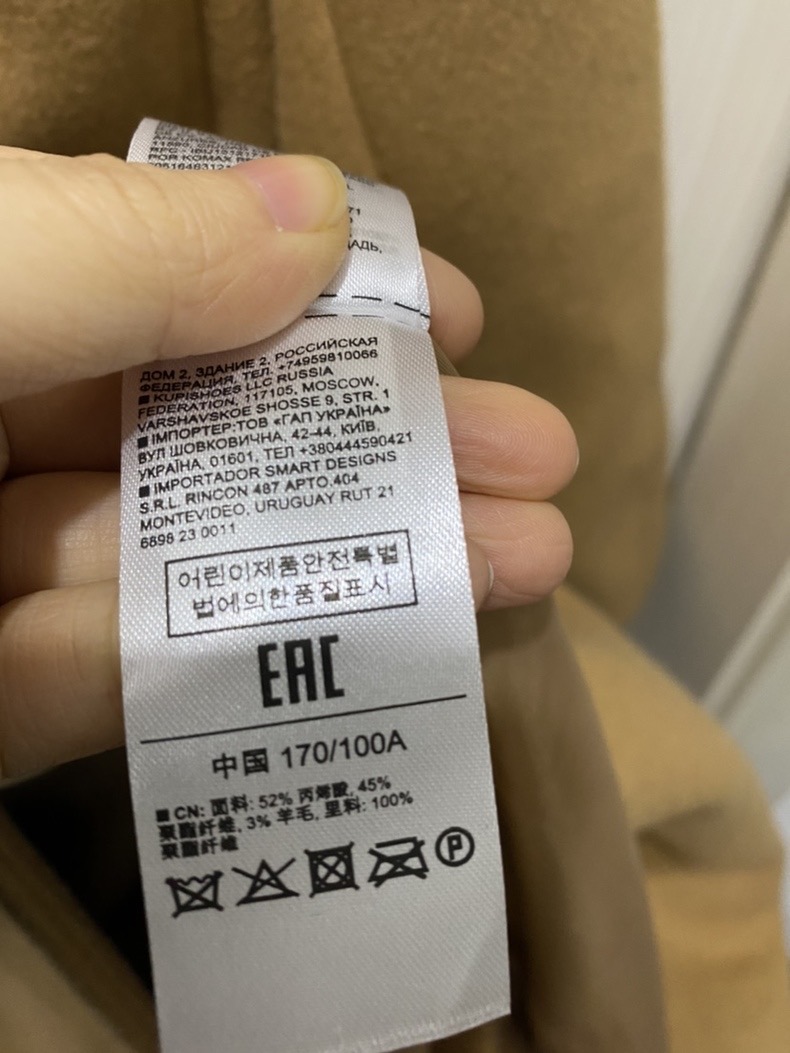 POR KOMAX
ДОМ 2, ЗДАНИЕ 2, РОССИЙСКАЯ
ФЕДЕРАЦИЯ, ТЕЛ. +74959810066
■ KUPISHOES LLC RUSSIA
FEDERATION, 117105, MOSCOW,
VARSHAVSKOE SHOSSE 9, STR. 1
■ ІМПОРТЕР:ТОВ «ГАП УКРАЇНА»
ВУЛ ШОВКОВИЧНА, 42-44, КИЇВ,
УКРАЇНА, 01601, ТЕЛ +380444590421
■ IMPORTADOR SMART DESIGNS
S.R.L. RINCON 487 APTO.404
MONTEVIDEO, URUGUAY RUT 21
6898 23 0011
어린이제품안전특별
법에의한품질표시
EAC
中国 170/100A
■ CN: 面料: 52% 丙烯酸, 45%
聚酯纤维, 3% 羊毛, 里料: 100%
聚酯纤维
P